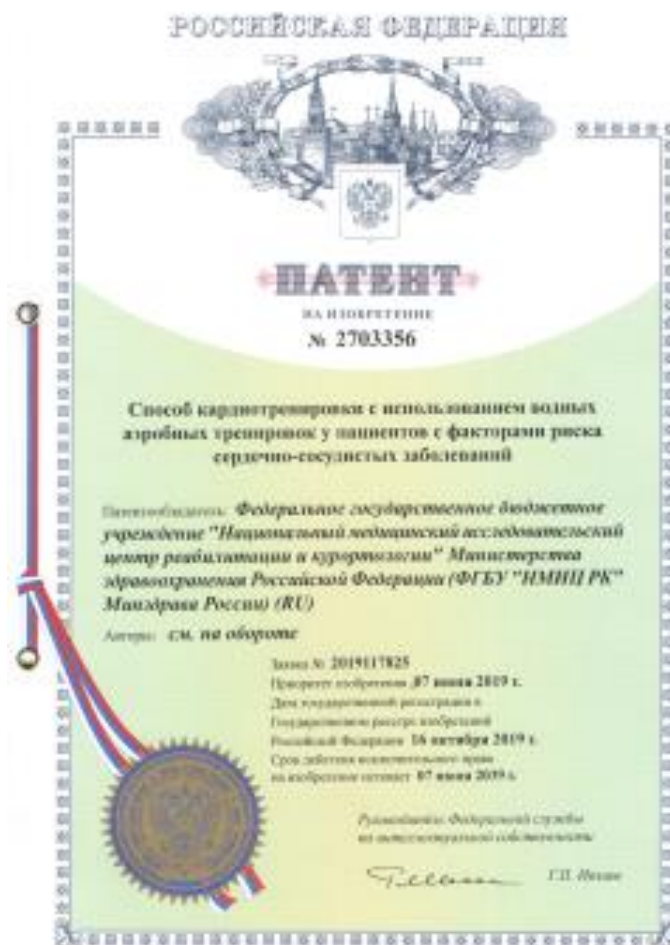 РОССИЙСКАЯ ФЕДЕРАЦИЯ
ПАТЕНТ
НА ИЗОБРЕТЕНИЕ
№ 2703356
Способ кардиотренировки с использованием водных
аэробных тренировок у пациентов с факторами риска
сердечно-сосудистых заболеваний
Патентообладатель: Федеральное государственное бюджетное
учреждение "Национальный медицинский исследовательский
центр реабилитации и курортологии" Министерства
здравоохранения Российской Федерации (ФГБУ "НМИЦ РК"
Минздрава России) (RU)
Авторы: см. на обороте
Заявка № 2019117825
Приоритет изобретения 07 июня 2019 г.
Дата государственной регистрации в
Государственном реестре изобретений
Российской Федерации 16 октября 2019 г.
Срок действия исключительного права
на изобретение истекает 07 июня 2039 г.
Руководитель Федеральной службы
по интеллектуальной собственности
Г.П. Ивлиев